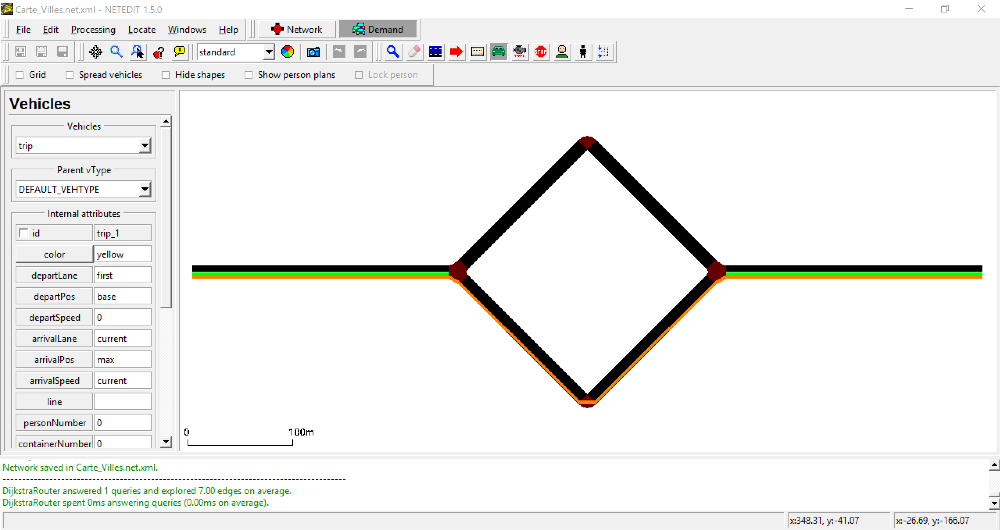 Carte_Villes.net.xml - NETEDIT 1.5.0
File Edit Processing Locate Windows Help Network Demand
standard TYPE STOP
Grid Spread vehicles Hide shapes Show person plans Lock person
Vehicles
Vehicles
trip
Parent vType
DEFAULT_VEHTYPE
Internal attributes
id trip_1
color yellow
departLane first
departPos base
departSpeed 0
arrivalLane current
arrivalPos max
arrivalSpeed current
line
personNumber 0
containerNumber 0
0 100m
Network saved in Carte_Villes.net.xml.
----------------------------------------------------------------------------------------
DijkstraRouter answered 1 queries and explored 7.00 edges on average.
DijkstraRouter spent 0ms answering queries (0.00ms on average).
x:348.31, y:-41.07 x:-26.69, y:-166.07